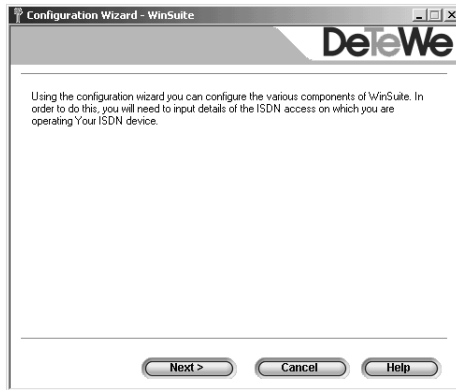 Configuration Wizard - WinSuite
DeTeWe
Using the configuration wizard you can configure the various components of WinSuite. In
order to do this, you will need to input details of the ISDN access on which you are
operating Your ISDN device.
Next >
Cancel
Help